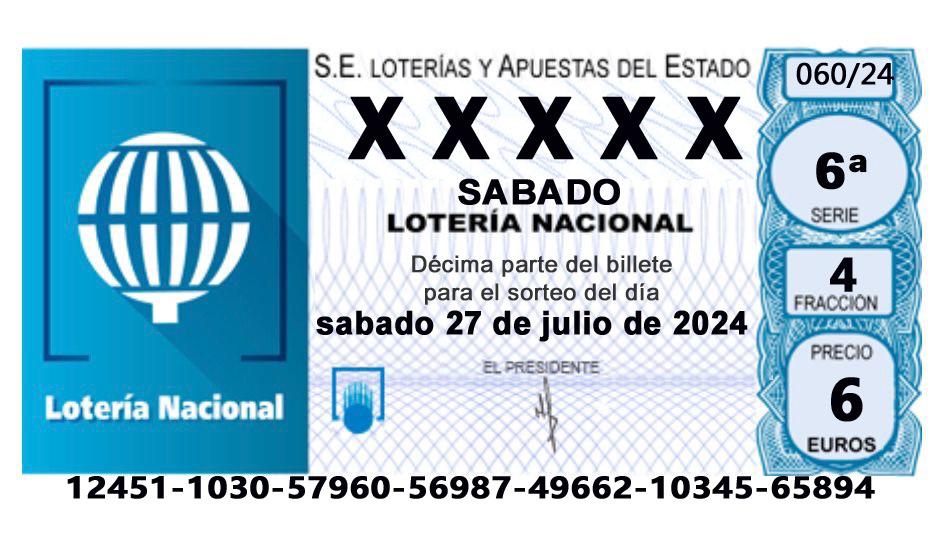 S.E. LOTERÍAS Y APUESTAS DEL ESTADO
X X X X X
SABADO
LOTERÍA NACIONAL
Décima parte del billete
para el sorteo del día
sabado 27 de julio de 2024
EL PRESIDENTE
Lotería Nacional
060/24
6ª
SERIE
4
FRACCIÓN
PRECIO
6
EUROS
12451-1030-57960-56987-49662-10345-65894